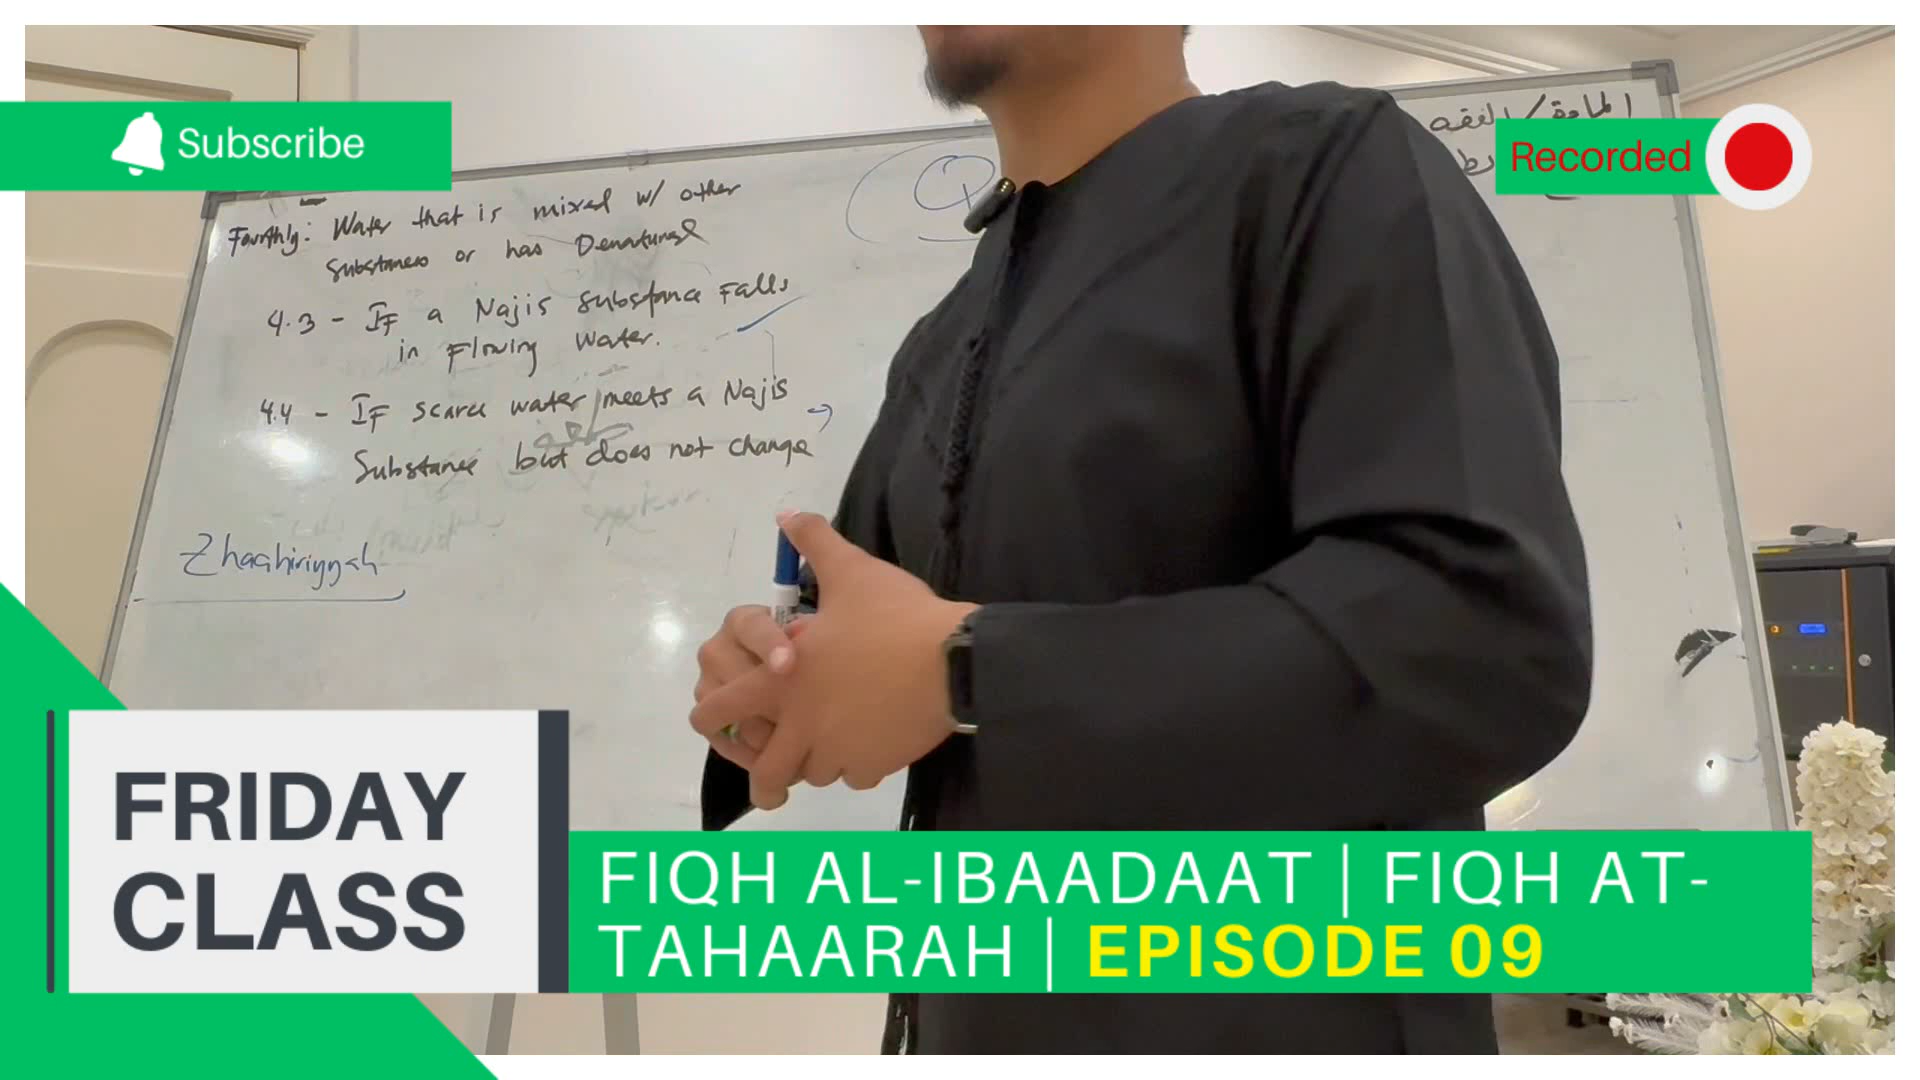 Subscribe
Recorded
المادة / الفقه
Q
Fourthly: Water that is mixed w/ other
Substances or has Denatured
4.3 - IF a Najis substance Falls
in Flowing Water.
4.4 - IF scarce water meets a Najis
Substance but does not change
Zhaahiriyyah
FRIDAY
CLASS
FIQH AL-IBAADAAT | FIQH AT-
TAHAARAH | EPISODE 09